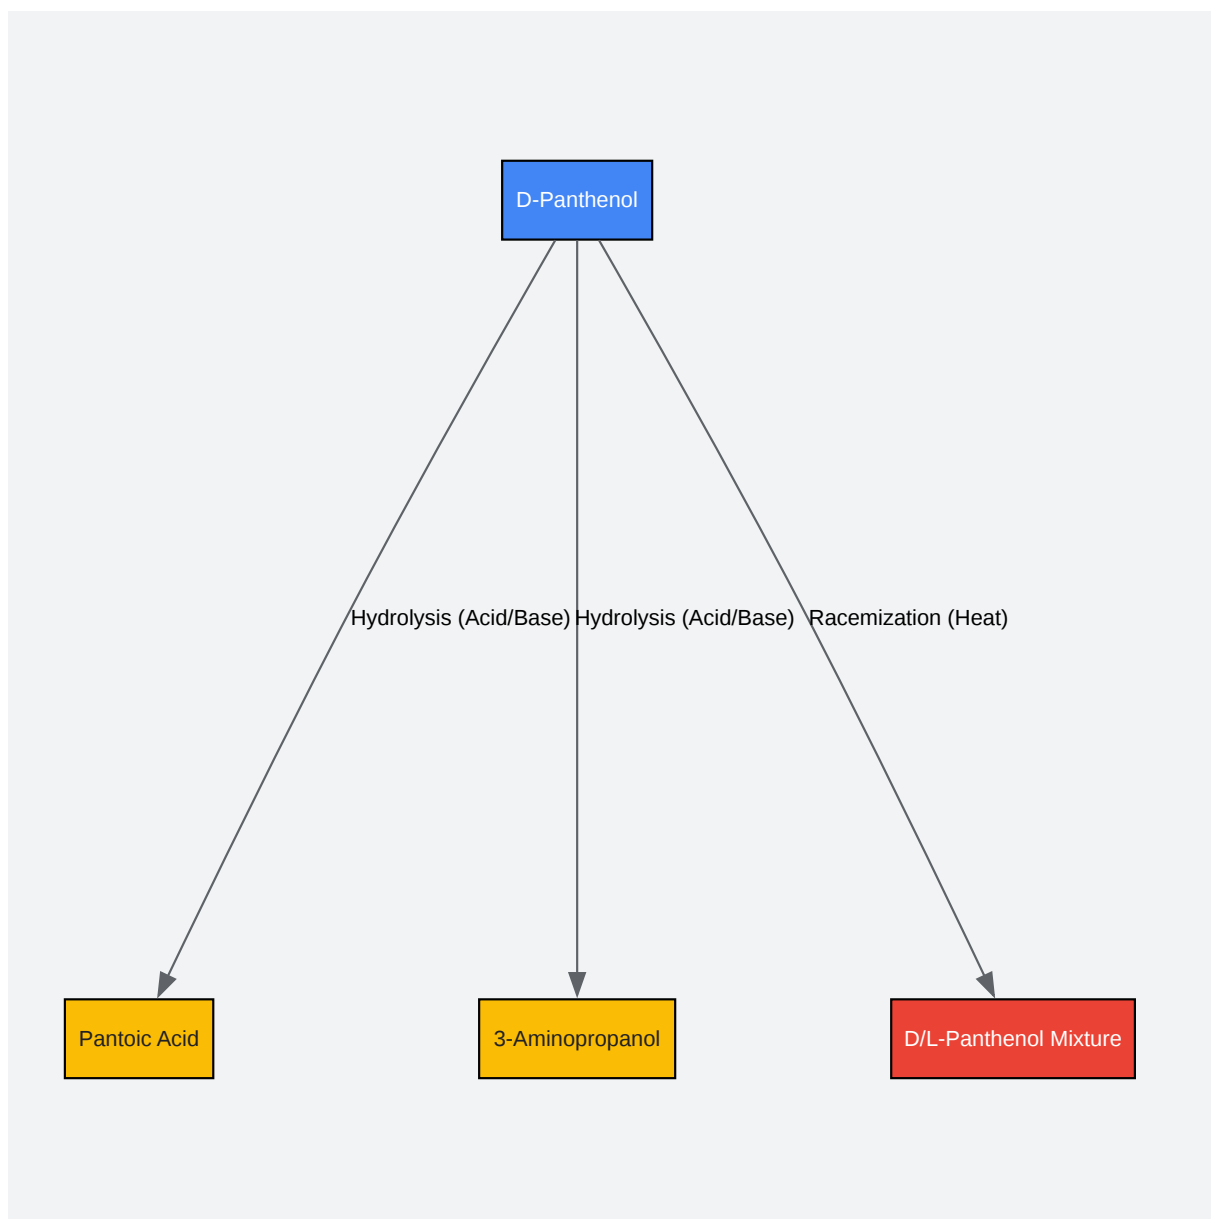 D-Panthenol
Hydrolysis (Acid/Base)
Hydrolysis (Acid/Base)
Racemization (Heat)
Pantoic Acid
3-Aminopropanol
D/L-Panthenol Mixture